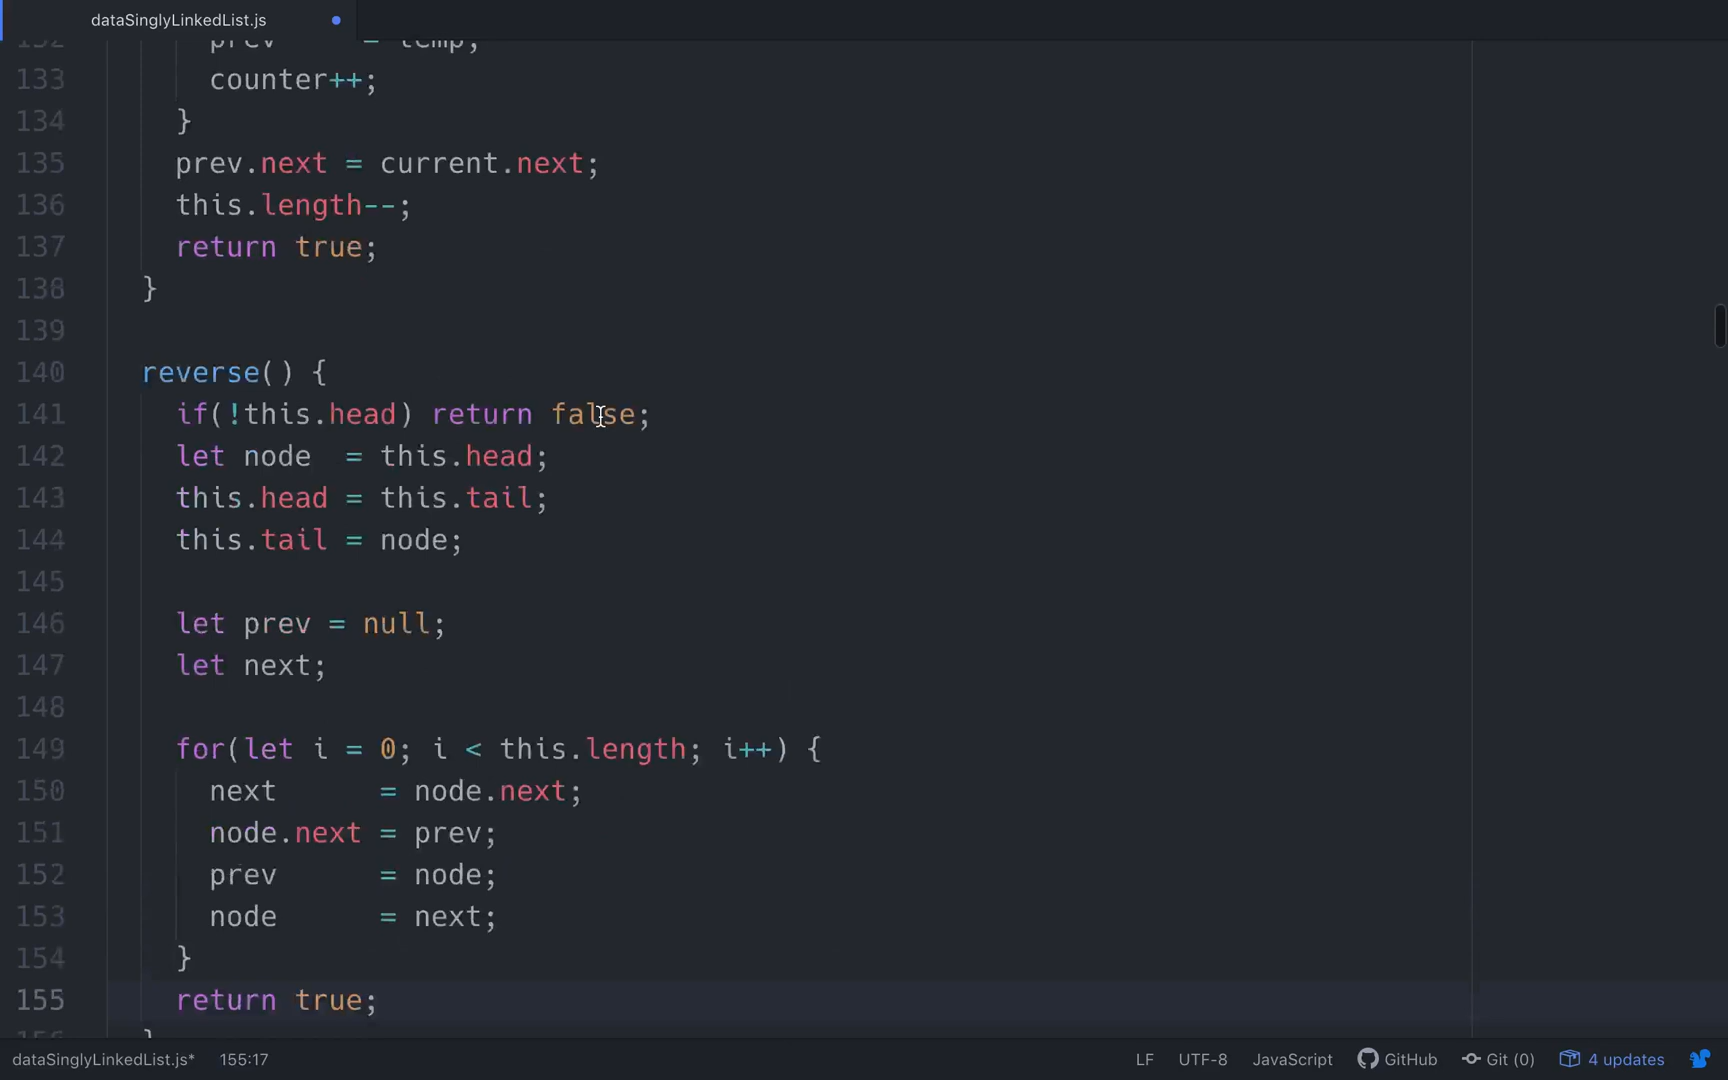 dataSinglyLinkedList.js
132 prev = temp;
133 counter++;
134 }
135 prev.next = current.next;
136 this.length--;
137 return true;
138 }
139
140 reverse() {
141 if(!this.head) return false;
142 let node = this.head;
143 this.head = this.tail;
144 this.tail = node;
145
146 let prev = null;
147 let next;
148
149 for(let i = 0; i < this.length; i++) {
150 next = node.next;
151 node.next = prev;
152 prev = node;
153 node = next;
154 }
155 return true;
156 }
dataSinglyLinkedList.js* 155:17 LF UTF-8 JavaScript GitHub Git (0) 4 updates